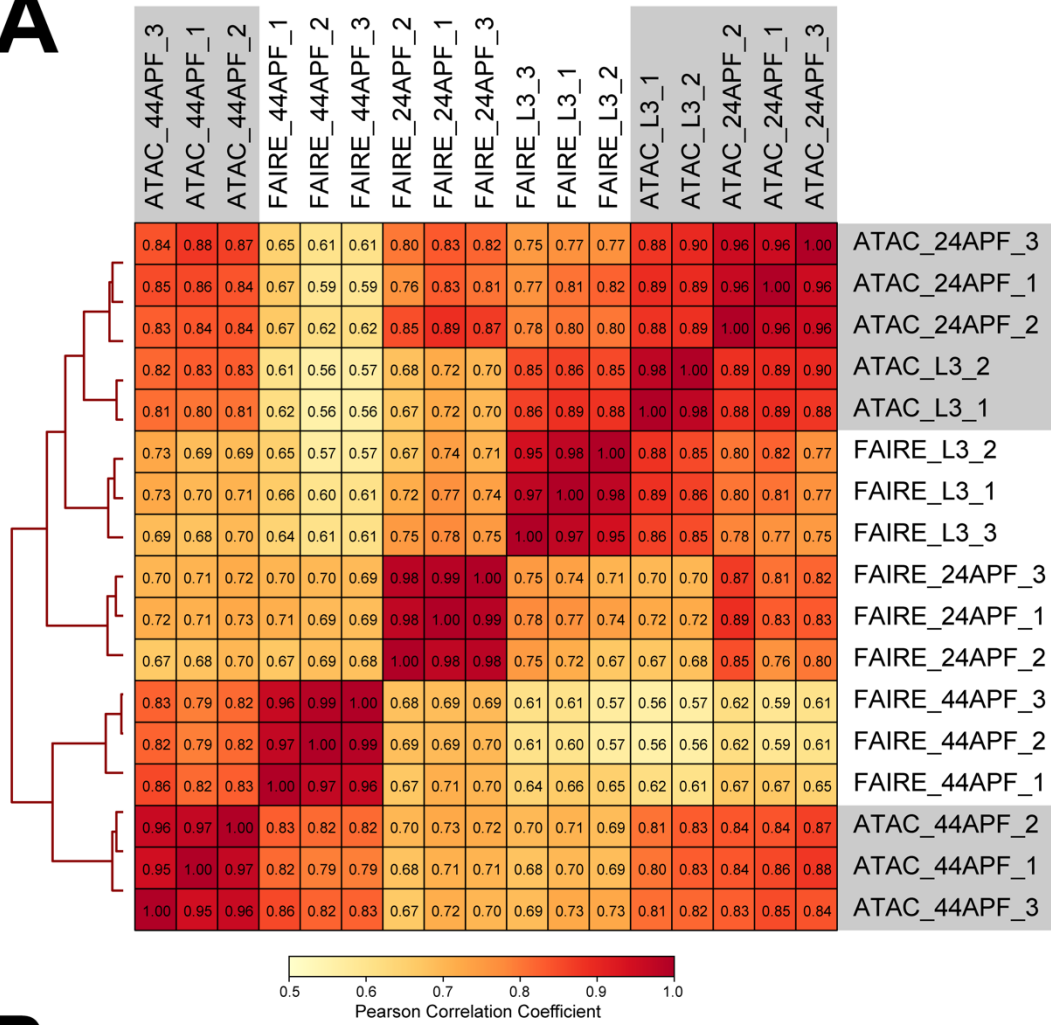 A
ATAC_44APF_3 ATAC_44APF_1 ATAC_44APF_2 FAIRE_44APF_1 FAIRE_44APF_2 FAIRE_44APF_3 FAIRE_24APF_2 FAIRE_24APF_1 FAIRE_24APF_3 FAIRE_L3_3 FAIRE_L3_1 FAIRE_L3_2 ATAC_L3_1 ATAC_L3_2 ATAC_24APF_2 ATAC_24APF_1 ATAC_24APF_3
0.84 0.88 0.87 0.65 0.61 0.61 0.80 0.83 0.82 0.75 0.77 0.77 0.88 0.90 0.96 0.96 1.00 ATAC_24APF_3
0.85 0.86 0.84 0.67 0.59 0.59 0.76 0.83 0.81 0.77 0.81 0.82 0.89 0.89 0.96 1.00 0.96 ATAC_24APF_1
0.83 0.84 0.84 0.67 0.62 0.62 0.85 0.89 0.87 0.78 0.80 0.80 0.88 0.89 1.00 0.96 0.96 ATAC_24APF_2
0.82 0.83 0.83 0.61 0.56 0.57 0.68 0.72 0.70 0.85 0.86 0.85 0.98 1.00 0.89 0.89 0.90 ATAC_L3_2
0.81 0.80 0.81 0.62 0.56 0.56 0.67 0.72 0.70 0.86 0.89 0.88 1.00 0.98 0.88 0.89 0.88 ATAC_L3_1
0.73 0.69 0.69 0.65 0.57 0.57 0.67 0.74 0.71 0.95 0.98 1.00 0.88 0.85 0.80 0.82 0.77 FAIRE_L3_2
0.73 0.70 0.71 0.66 0.60 0.61 0.72 0.77 0.74 0.97 1.00 0.98 0.89 0.86 0.80 0.81 0.77 FAIRE_L3_1
0.69 0.68 0.70 0.64 0.61 0.61 0.75 0.78 0.75 1.00 0.97 0.95 0.86 0.85 0.78 0.77 0.75 FAIRE_L3_3
0.70 0.71 0.72 0.70 0.70 0.69 0.98 0.99 1.00 0.75 0.74 0.71 0.70 0.70 0.87 0.81 0.82 FAIRE_24APF_3
0.72 0.71 0.73 0.71 0.69 0.69 0.98 1.00 0.99 0.78 0.77 0.74 0.72 0.72 0.89 0.83 0.83 FAIRE_24APF_1
0.67 0.68 0.70 0.67 0.69 0.68 1.00 0.98 0.98 0.75 0.72 0.67 0.67 0.68 0.85 0.76 0.80 FAIRE_24APF_2
0.83 0.79 0.82 0.96 0.99 1.00 0.68 0.69 0.69 0.61 0.61 0.57 0.56 0.57 0.62 0.59 0.61 FAIRE_44APF_3
0.82 0.79 0.82 0.97 1.00 0.99 0.69 0.69 0.70 0.61 0.60 0.57 0.56 0.56 0.62 0.59 0.61 FAIRE_44APF_2
0.86 0.82 0.83 1.00 0.97 0.96 0.67 0.71 0.70 0.64 0.66 0.65 0.62 0.61 0.67 0.67 0.65 FAIRE_44APF_1
0.96 0.97 1.00 0.83 0.82 0.82 0.70 0.73 0.72 0.70 0.71 0.69 0.81 0.83 0.84 0.84 0.87 ATAC_44APF_2
0.95 1.00 0.97 0.82 0.79 0.79 0.68 0.71 0.71 0.68 0.70 0.69 0.80 0.83 0.84 0.86 0.88 ATAC_44APF_1
1.00 0.95 0.96 0.86 0.82 0.83 0.67 0.72 0.70 0.69 0.73 0.73 0.81 0.82 0.83 0.85 0.84 ATAC_44APF_3
0.5 0.6 0.7 0.8 0.9 1.0
Pearson Correlation Coefficient